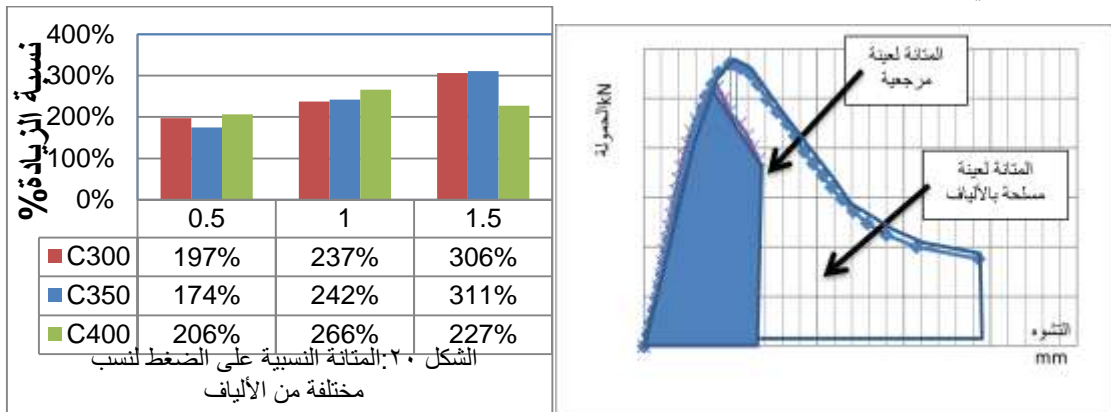 400%
300%
200%
100%
0%
نسبة الزيادة%
0.5 1 1.5
C300 197% 237% 306%
C350 174% 242% 311%
C400 206% 266% 227%
الشكل ٢٠:المتانة النسبية على الضغط لنسب
مختلفة من الألياف
المتانة لعينة
مرجعية
المتانة لعينة
مسلحة بالألياف
الحمولةkN
التشوه
mm